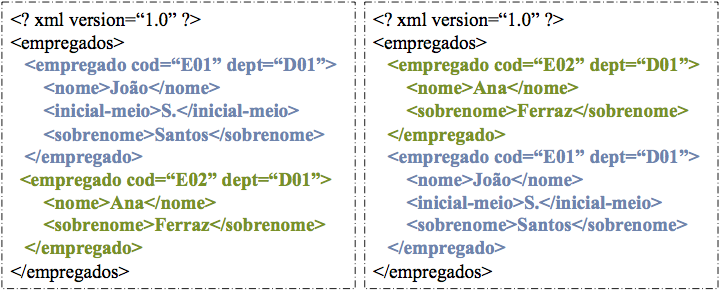 <? xml version=“1.0” ?>
<empregados>
<empregado cod=“E01” dept=“D01”>
<nome>João</nome>
<inicial-meio>S.</inicial-meio>
<sobrenome>Santos</sobrenome>
</empregado>
<empregado cod=“E02” dept=“D01”>
<nome>Ana</nome>
<sobrenome>Ferraz</sobrenome>
</empregado>
</empregados>
<? xml version=“1.0” ?>
<empregados>
<empregado cod=“E02” dept=“D01”>
<nome>Ana</nome>
<sobrenome>Ferraz</sobrenome>
</empregado>
<empregado cod=“E01” dept=“D01”>
<nome>João</nome>
<inicial-meio>S.</inicial-meio>
<sobrenome>Santos</sobrenome>
</empregado>
</empregados>